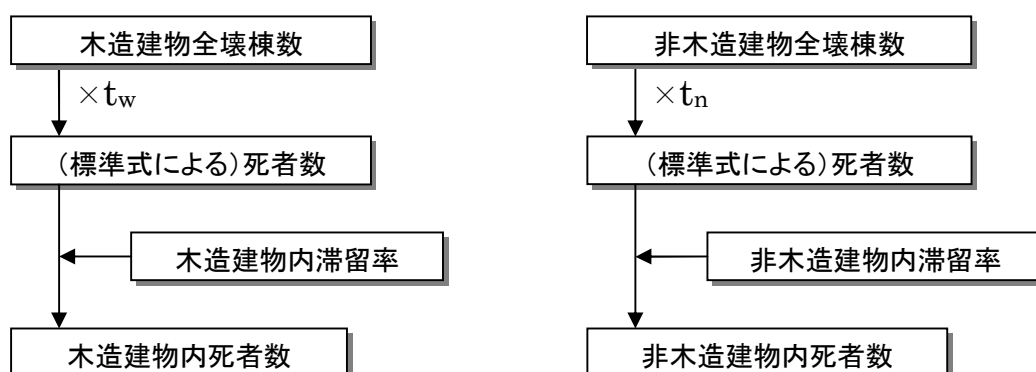 木造建物全壊棟数
×tw
(標準式による)死者数
木造建物内滞留率
木造建物内死者数
非木造建物全壊棟数
×tn
(標準式による)死者数
非木造建物内滞留率
非木造建物内死者数